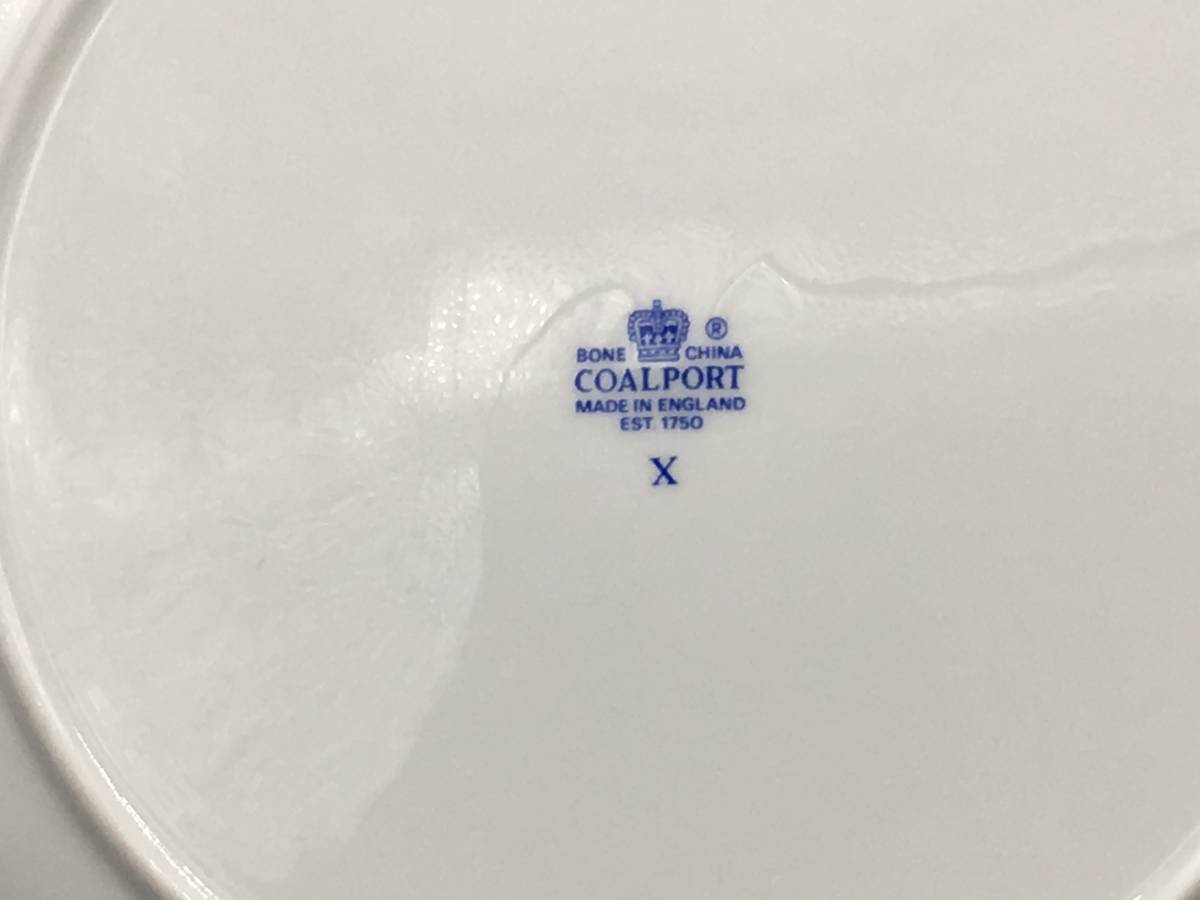 ®
BONE CHINA
COALPORT
MADE IN ENGLAND
EST. 1750
X